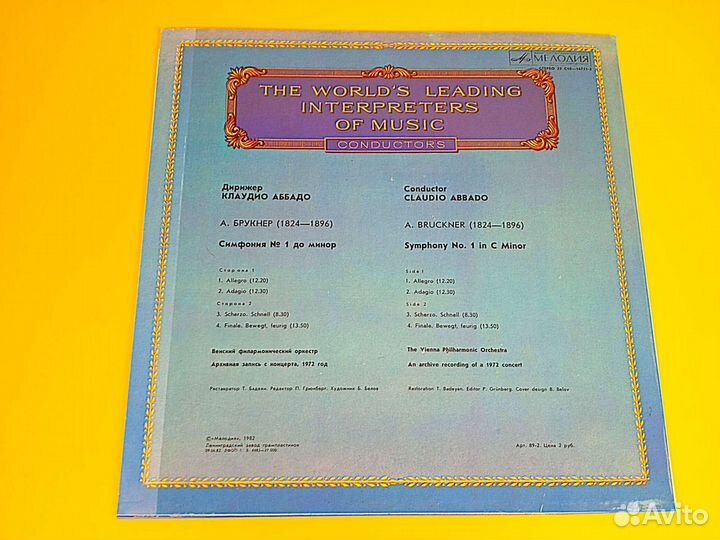 МЕЛОДИЯ
THE WORLD'S LEADING
INTERPRETERS
OF MUSIC
CONDUCTORS
Дирижер
КЛАУДИО АББАДО
А. БРУКНЕР (1824—1896)
Симфония № 1 до минор
Сторона 1
1. Allegro (12.20)
2. Adagio (12.30)
Сторона 2
3. Scherzo. Schnell (8.30)
4. Finale. Bewegt, feurig (13.50)
Венский филармонический оркестр
Архивная запись с концерта, 1972 год
Реставратор Т. Бадеян. Редактор П. Грюнберг. Художник Б. Белов
Conductor
CLAUDIO ABBADO
A. BRUCKNER (1824—1896)
Symphony No. 1 in C Minor
Side 1
1. Allegro (12.20)
2. Adagio (12.30)
Side 2
3. Scherzo. Schnell (8.30)
4. Finale. Bewegt, feurig (13.50)
The Vienna Philharmonic Orchestra
An archive recording of a 1972 concert
Restoration T. Badeyan. Editor P. Grünberg. Cover design B. Belov
© «Мелодия», 1982
Ленинградский завод грампластинок
Арт. 89-2. Цена 2 руб.
Avito